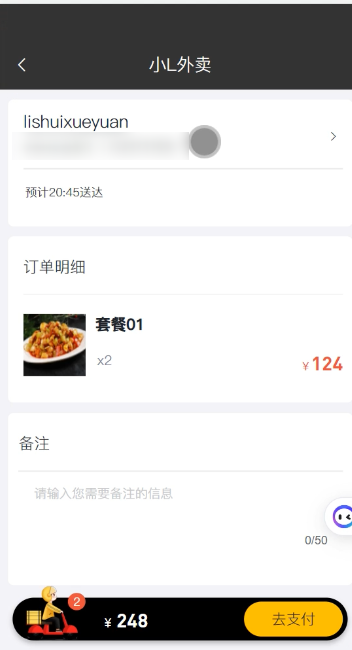 小L外卖
lishuixueyuan
预计20:45送达
订单明细
套餐01
x2
¥124
备注
请输入您需要备注的信息
0/50
2
¥ 248
去支付